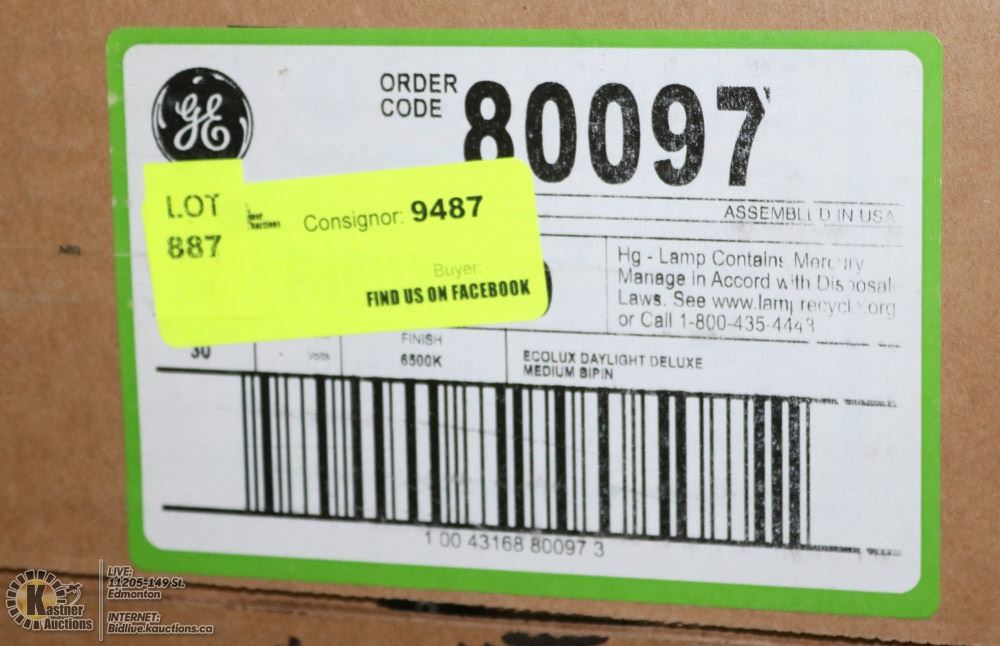 GE
ORDER
CODE
80097
LOT
887
Consignor: 9487
Buyer:
FIND US ON FACEBOOK
ASSEMBLED IN USA
Hg - Lamp Contains Mercury
Manage in Accord with Disposal
Laws. See www.lamprecycle.org
or Call 1-800-435-4443
30
Volts
FINISH
6500K
ECOLUX DAYLIGHT DELUXE
MEDIUM BIPIN
1 00 43168 80097 3
Kastner
Auctions
LIVE:
11205-149 St.
Edmonton
INTERNET:
Bidlive.kauctions.ca